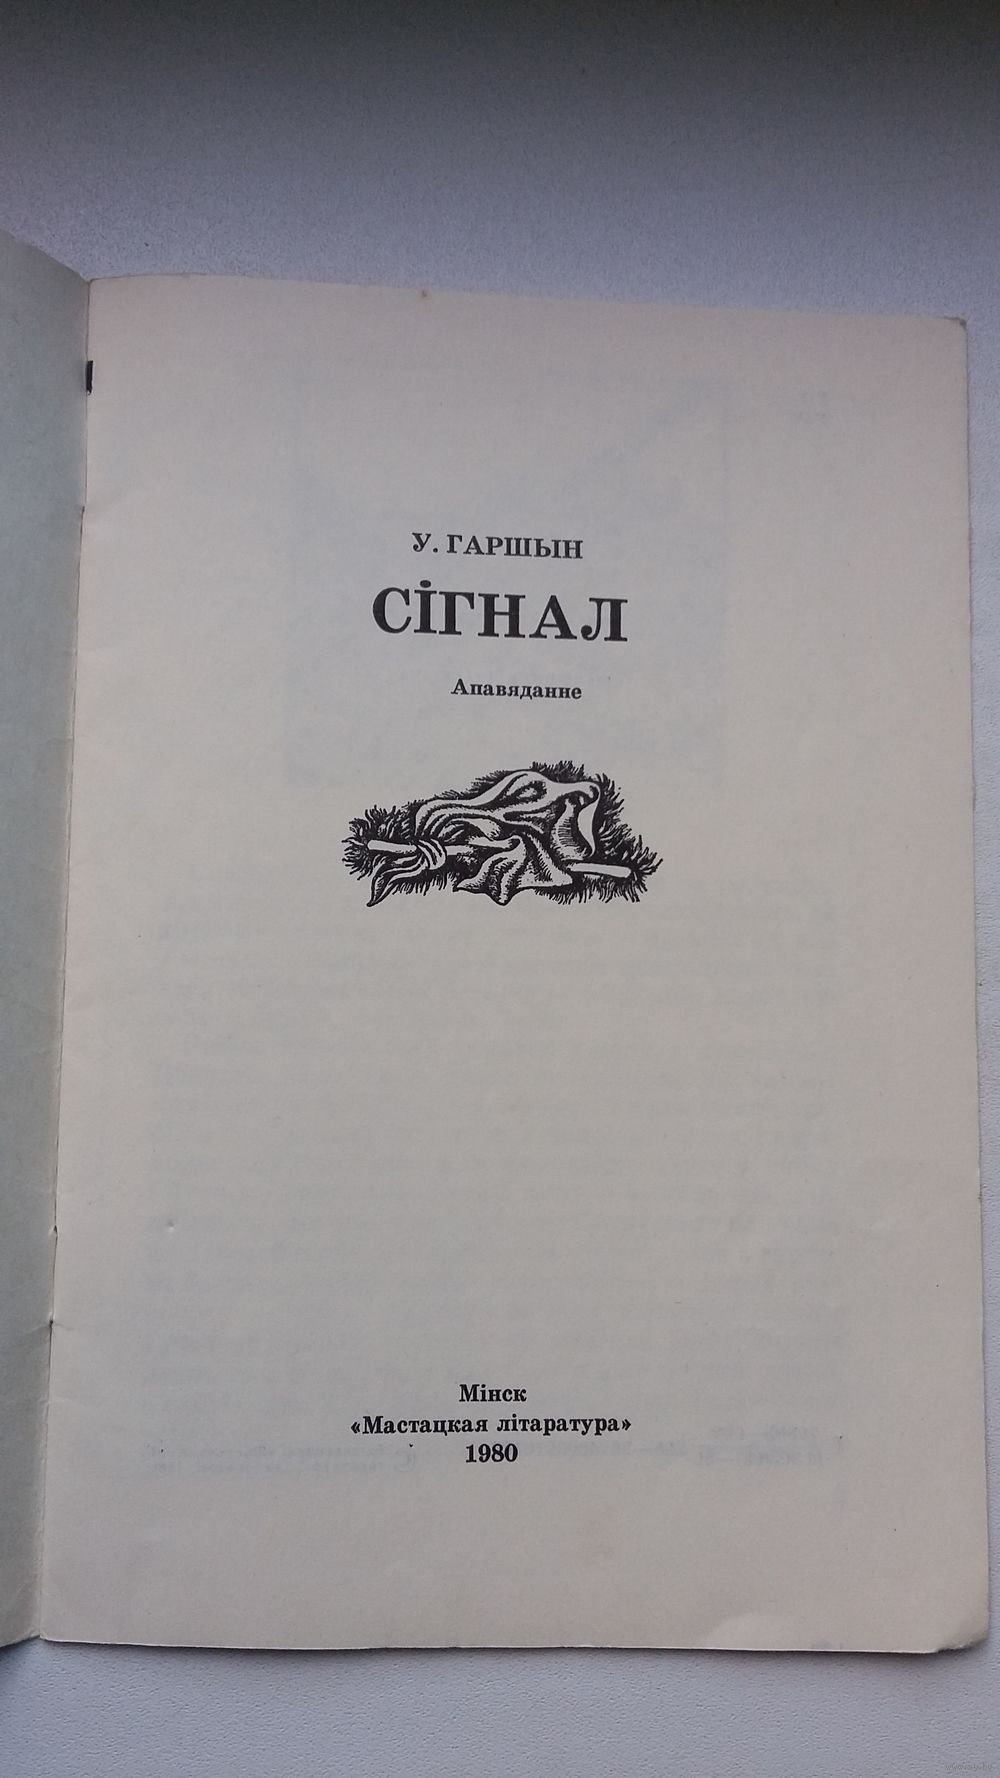 У. ГАРШЫН
СІГНАЛ
Апавяданне
Мінск
«Мастацкая літаратура»
1980